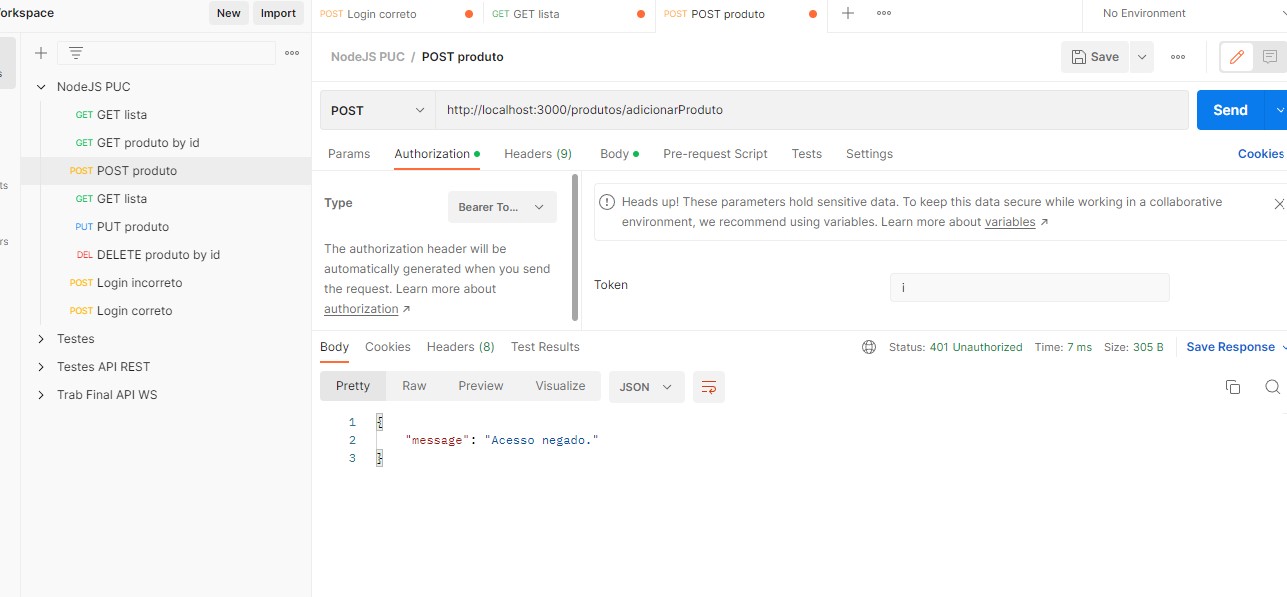 orkspace
New
Import
POST Login correto
GET GET lista
POST POST produto
No Environment
NodeJS PUC
GET GET lista
GET GET produto by id
POST POST produto
GET GET lista
PUT PUT produto
DEL DELETE produto by id
POST Login incorreto
POST Login correto
Testes
Testes API REST
Trab Final API WS
s
ts
rs
NodeJS PUC / POST produto
Save
POST
http://localhost:3000/produtos/adicionarProduto
Send
Params
Authorization
Headers (9)
Body
Pre-request Script
Tests
Settings
Cookies
Type
Bearer To...
The authorization header will be
automatically generated when you send
the request. Learn more about
authorization ↗
Heads up! These parameters hold sensitive data. To keep this data secure while working in a collaborative
environment, we recommend using variables. Learn more about variables ↗
Token
i
Body
Cookies
Headers (8)
Test Results
Status: 401 Unauthorized
Time: 7 ms
Size: 305 B
Save Response
Pretty
Raw
Preview
Visualize
JSON
1 {
2 "message": "Acesso negado."
3 }